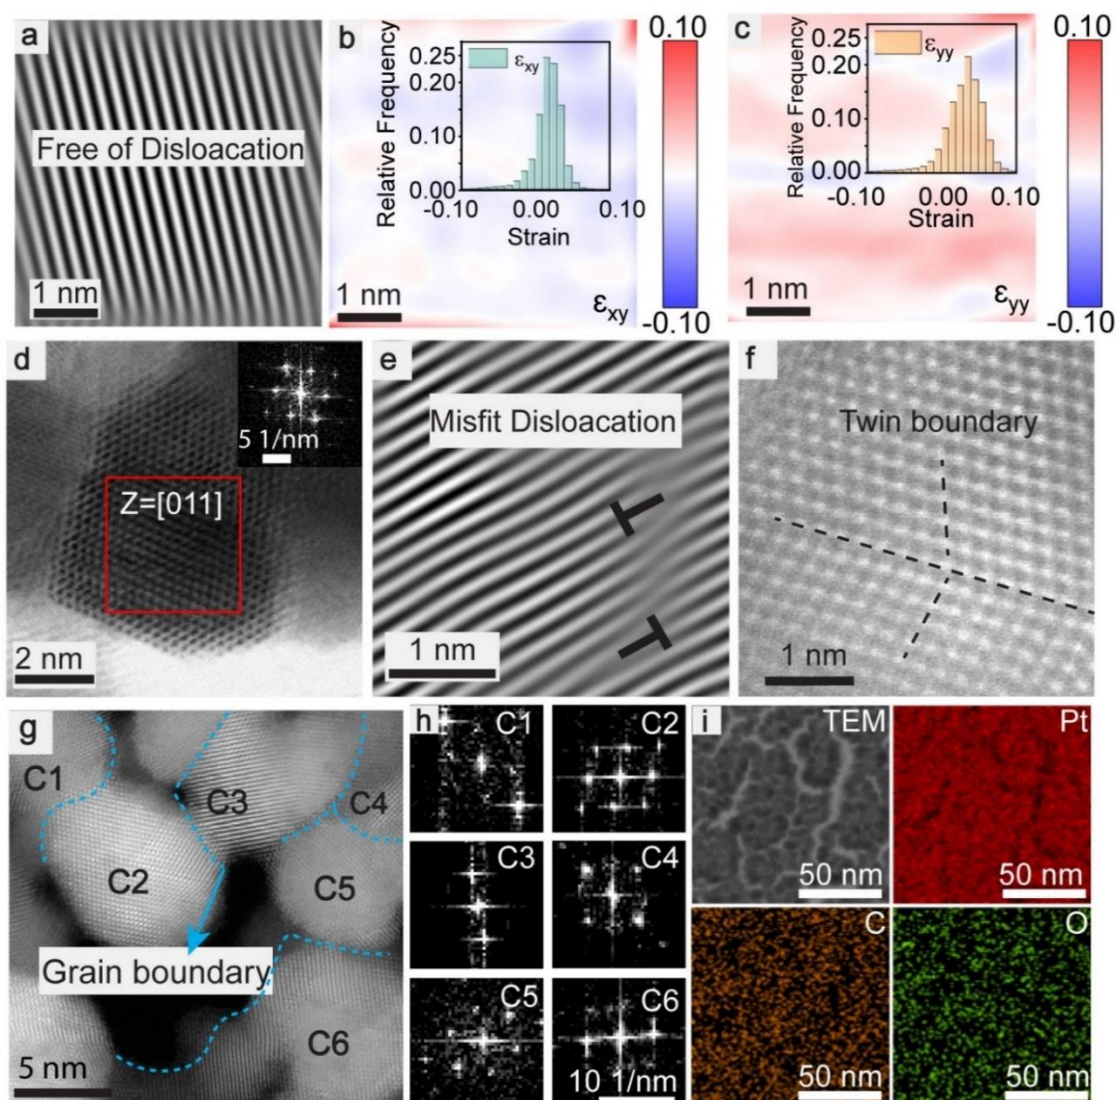 a
Free of Disloacation
1 nm
b
Relative Frequency
0.25
0.20
0.10
0.00
-0.10 0.00 0.10
Strain
εxy
1 nm
εxy
0.10
-0.10
c
Relative Frequency
0.25
0.20
0.10
0.00
-0.10 0.00 0.10
Strain
εyy
1 nm
εyy
0.10
-0.10
d
5 1/nm
Z=[011]
2 nm
e
Misfit Disloacation
1 nm
f
Twin boundary
1 nm
g
C1
C3
C4
C2
C5
Grain boundary
C6
5 nm
h
C1
C2
C3
C4
C5
C6
10 1/nm
i
TEM
50 nm
Pt
50 nm
C
50 nm
O
50 nm